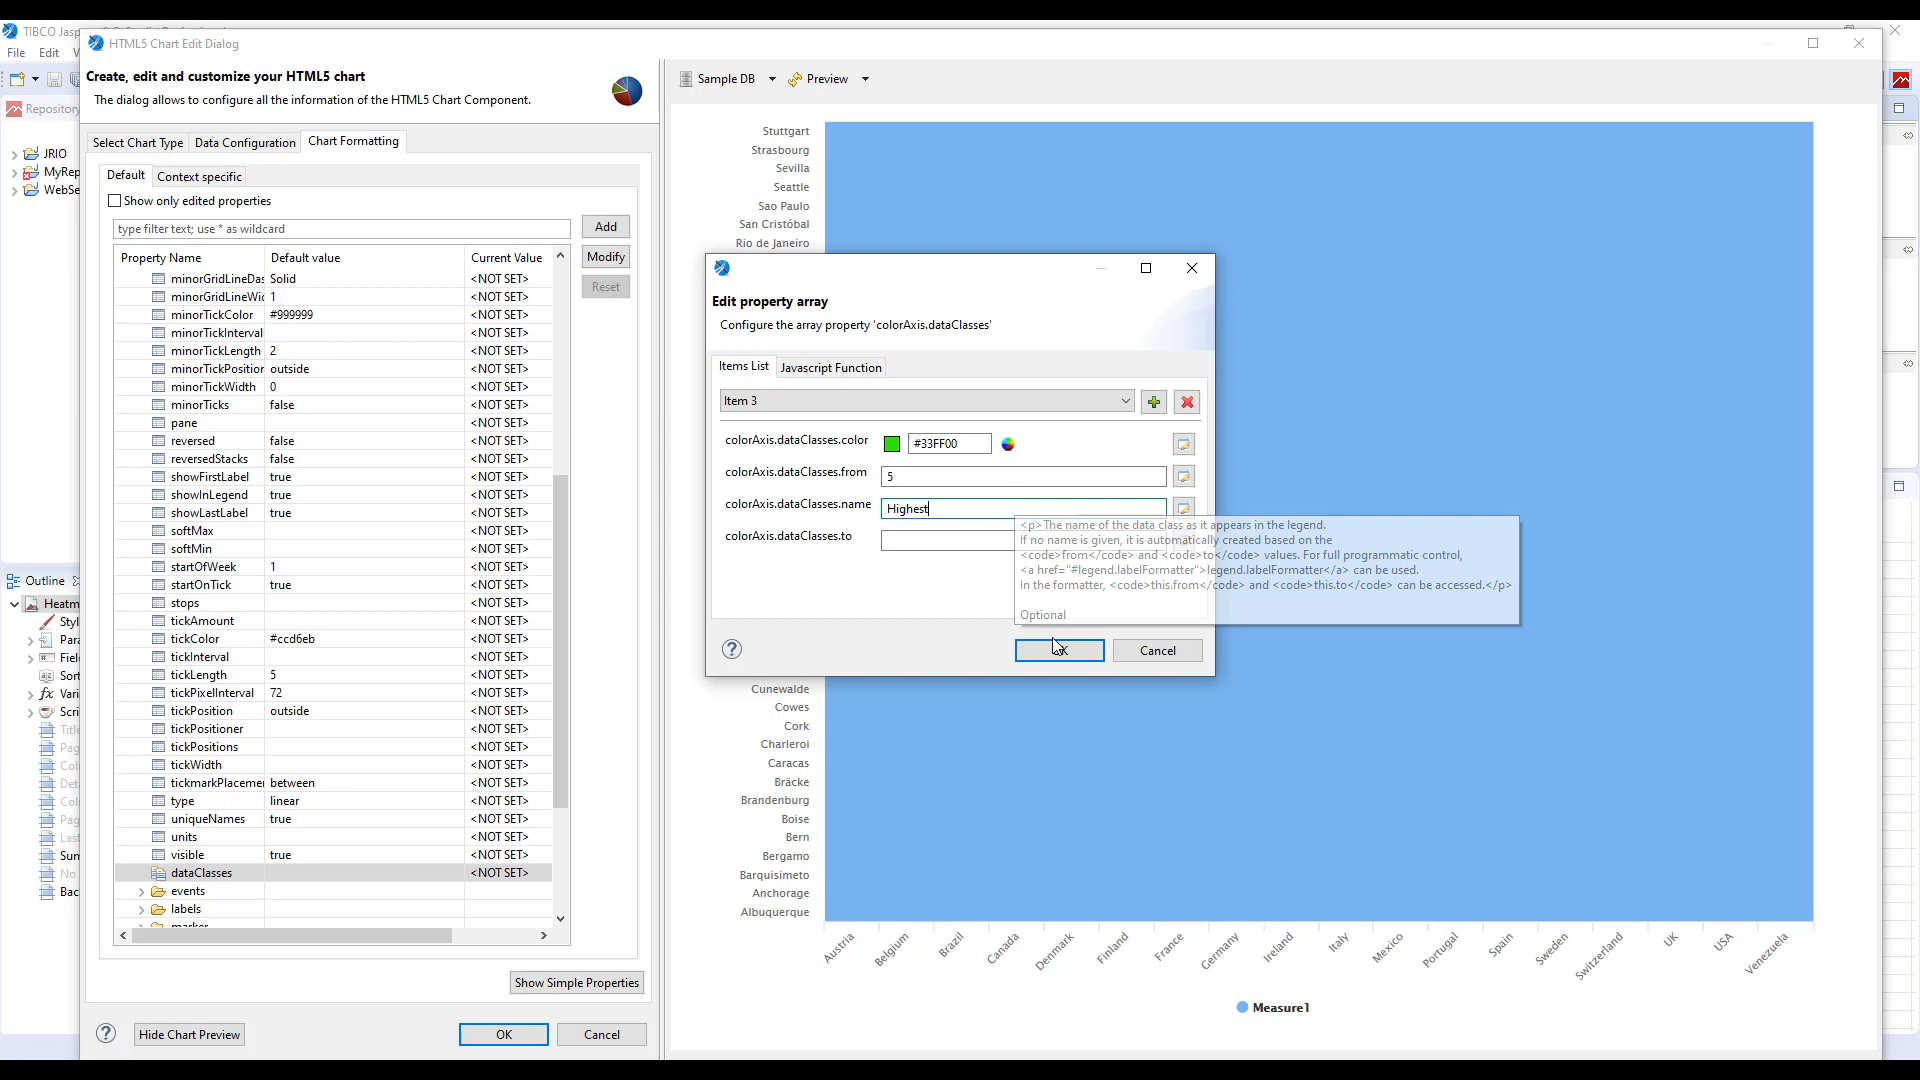 TIBCO Jasp
File Edit V
HTML5 Chart Edit Dialog
Create, edit and customize your HTML5 chart
The dialog allows to configure all the information of the HTML5 Chart Component.
Sample DB Preview
Repository
JRIO
MyRep
WebSe
Select Chart Type Data Configuration Chart Formatting
Default Context specific
Show only edited properties
type filter text; use * as wildcard
Add
Modify
Reset
Property Name Default value Current Value
minorGridLineDas Solid <NOT SET>
minorGridLineWic 1 <NOT SET>
minorTickColor #999999 <NOT SET>
minorTickInterval <NOT SET>
minorTickLength 2 <NOT SET>
minorTickPosition outside <NOT SET>
minorTickWidth 0 <NOT SET>
minorTicks false <NOT SET>
pane <NOT SET>
reversed false <NOT SET>
reversedStacks false <NOT SET>
showFirstLabel true <NOT SET>
showInLegend true <NOT SET>
showLastLabel true <NOT SET>
softMax <NOT SET>
softMin <NOT SET>
startOfWeek 1 <NOT SET>
startOnTick true <NOT SET>
stops <NOT SET>
tickAmount <NOT SET>
tickColor #ccd6eb <NOT SET>
tickInterval <NOT SET>
tickLength 5 <NOT SET>
tickPixelInterval 72 <NOT SET>
tickPosition outside <NOT SET>
tickPositioner <NOT SET>
tickPositions <NOT SET>
tickWidth <NOT SET>
tickmarkPlacemer between <NOT SET>
type linear <NOT SET>
uniqueNames true <NOT SET>
units <NOT SET>
visible true <NOT SET>
dataClasses <NOT SET>
events
labels
marker
Show Simple Properties
Hide Chart Preview OK Cancel
Outline
Heatm
Styl
Para
Fiel
Sort
Vari
Scri
Title
Pag
Col
Det
Col
Pag
Last
Sum
No
Bac
Stuttgart
Strasbourg
Sevilla
Seattle
Sao Paulo
San Cristóbal
Rio de Janeiro
Edit property array
Configure the array property 'colorAxis.dataClasses'
Items List Javascript Function
Item 3
colorAxis.dataClasses.color #33FF00
colorAxis.dataClasses.from 5
colorAxis.dataClasses.name Highest
colorAxis.dataClasses.to
<p>The name of the data class as it appears in the legend.
If no name is given, it is automatically created based on the
<code>from</code> and <code>to</code> values. For full programmatic control,
<a href="#legend.labelFormatter">legend.labelFormatter</a> can be used.
In the formatter, <code>this.from</code> and <code>this.to</code> can be accessed.</p>
Optional
OK Cancel
Cunewalde
Cowes
Cork
Charleroi
Caracas
Bräcke
Brandenburg
Boise
Bern
Bergamo
Barquisimeto
Anchorage
Albuquerque
Austria Belgium Brazil Canada Denmark Finland France Germany Ireland Italy Mexico Portugal Spain Sweden Switzerland UK USA Venezuela
Measure1